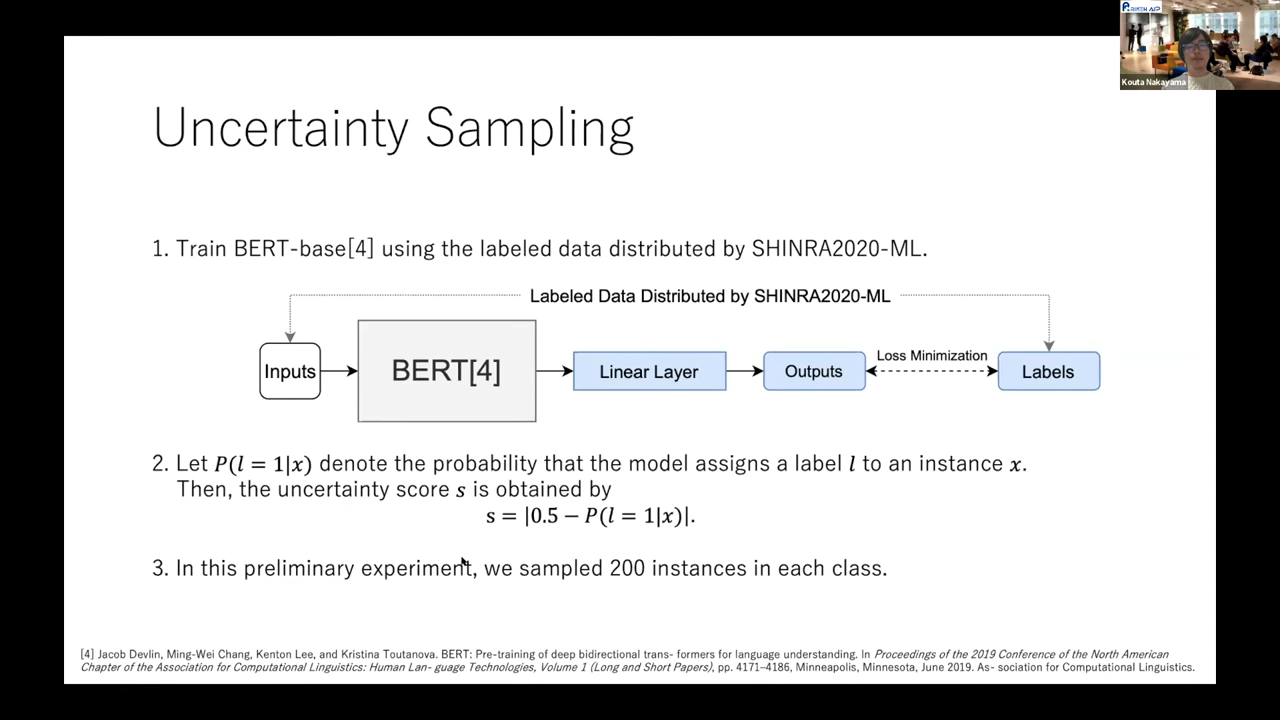 RIKEN AIP
Kouta Nakayama
Uncertainty Sampling
1. Train BERT-base[4] using the labeled data distributed by SHINRA2020-ML.
Labeled Data Distributed by SHINRA2020-ML
Inputs
BERT[4]
Linear Layer
Outputs
Loss Minimization
Labels
2. Let P(l = 1|x) denote the probability that the model assigns a label l to an instance x.
Then, the uncertainty score s is obtained by
s = |0.5 − P(l = 1|x)|.
3. In this preliminary experiment, we sampled 200 instances in each class.
[4] Jacob Devlin, Ming-Wei Chang, Kenton Lee, and Kristina Toutanova. BERT: Pre-training of deep bidirectional trans- formers for language understanding. In Proceedings of the 2019 Conference of the North American
Chapter of the Association for Computational Linguistics: Human Lan- guage Technologies, Volume 1 (Long and Short Papers), pp. 4171–4186, Minneapolis, Minnesota, June 2019. As- sociation for Computational Linguistics.